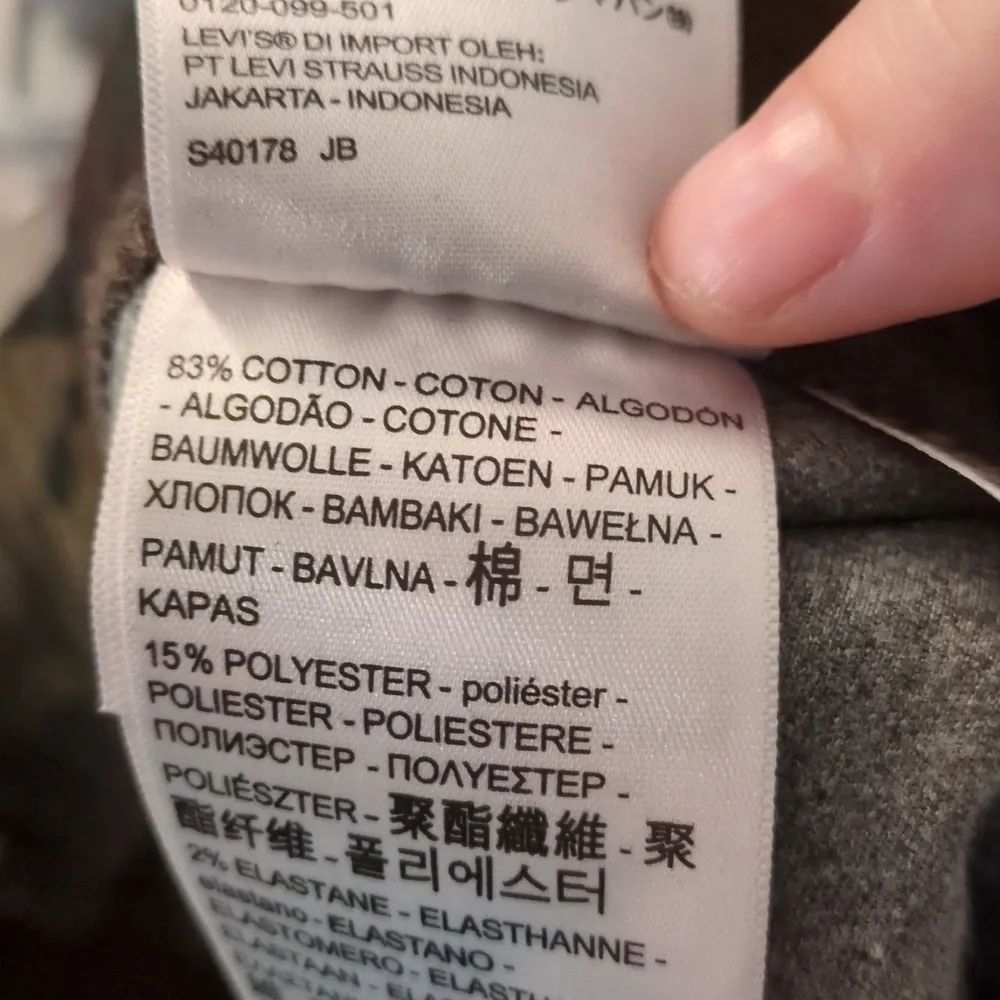 0120-099-501
LEVI'S® DI IMPORT OLEH:
PT LEVI STRAUSS INDONESIA
JAKARTA - INDONESIA
S40178 JB
83% COTTON - COTON - ALGODÓN
- ALGODÃO - COTONE -
BAUMWOLLE - KATOEN - PAMUK -
ХЛОПОК - BAMBAKI - BAWEŁNA -
PAMUT - BAVLNA - 棉 - 면 -
KAPAS
15% POLYESTER - poliéster -
POLIESTER - POLIESTERE -
ПОЛИЭСТЕР - ΠΟΛΥΕΣΤΕΡ -
POLIÉSZTER - 聚酯纖維 - 聚
酯纤维 - 폴리에스터
2% ELASTANE - ELASTHANNE -
elastano - ELASTANO -
ELASTOMERO - ELASTH
ELASTAAN -